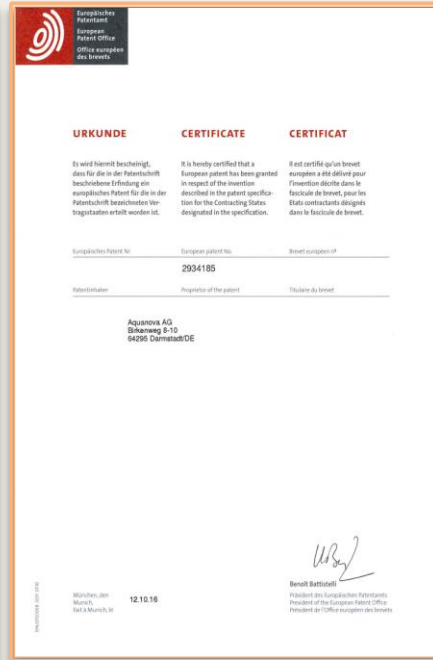 Europäisches
Patentamt
European
Patent Office
Office européen
des brevets
URKUNDE
Es wird hiermit bescheinigt,
dass für die in der Patentschrift
beschriebene Erfindung ein
europäisches Patent für die in der
Patentschrift bezeichneten Ver-
tragsstaaten erteilt worden ist.
CERTIFICATE
It is hereby certified that a
European patent has been granted
in respect of the invention
described in the patent specifica-
tion for the Contracting States
designated in the specification.
CERTIFICAT
Il est certifié qu'un brevet
européen a été délivré pour
l'invention décrite dans le
fascicule de brevet, pour les
Etats contractants désignés
dans le fascicule de brevet.
Europäisches Patent Nr.
European patent No.
Brevet européen n°
2934185
Patentinhaber
Proprietor of the patent
Titulaire du brevet
Aquanova AG
Birkenweg 8-10
64295 Darmstadt/DE
Benoît Battistelli
Präsident des Europäischen Patentamts
President of the European Patent Office
Président de l'Office européen des brevets
München, den
Munich,
Fait à Munich, le
12.10.16